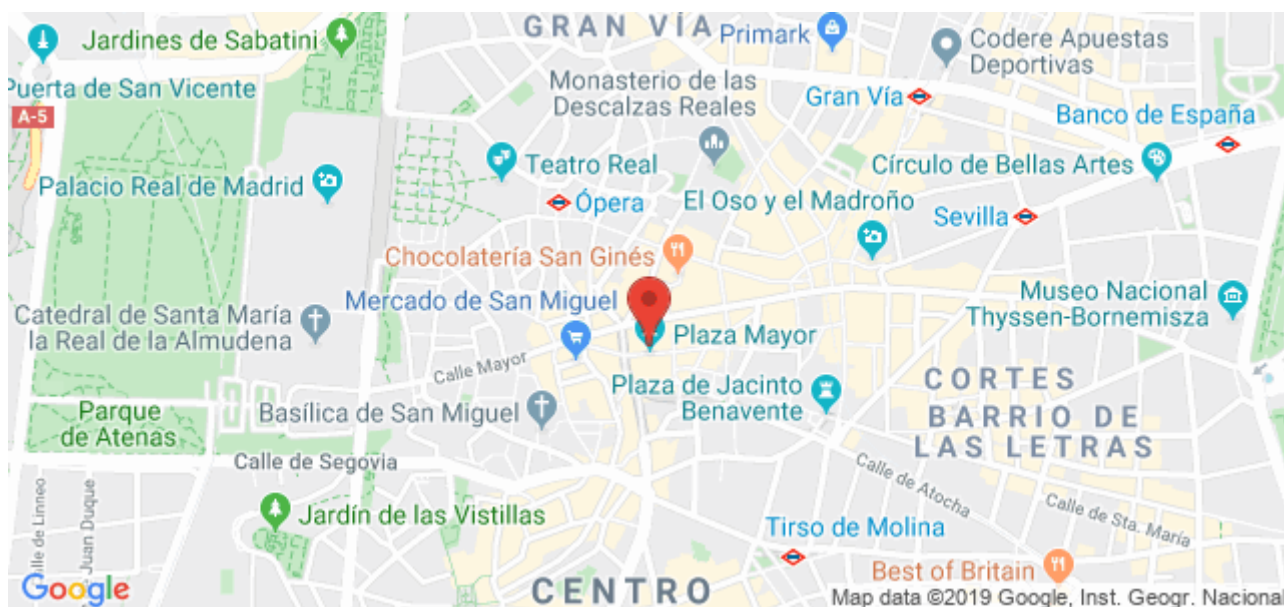 GRAN VÍA
Primark
Codere Apuestas
Deportivas
Jardines de Sabatini
Puerta de San Vicente
A-5
Monasterio de las
Descalzas Reales
Gran Vía
Banco de España
Teatro Real
Círculo de Bellas Artes
Palacio Real de Madrid
Ópera
El Oso y el Madroño
Sevilla
Chocolatería San Ginés
Mercado de San Miguel
Museo Nacional
Thyssen-Bornemisza
Catedral de Santa María
la Real de la Almudena
Plaza Mayor
Calle Mayor
Plaza de Jacinto
Benavente
CORTES
Parque
de Atenas
Basílica de San Miguel
BARRIO DE
LAS LETRAS
Calle de Segovia
Calle de Atocha
Calle de Linneo
Juan Duque
Jardín de las Vistillas
Calle de Sta. María
Tirso de Molina
Best of Britain
Google
CENTRO
Map data ©2019 Google, Inst. Geogr. Naciona